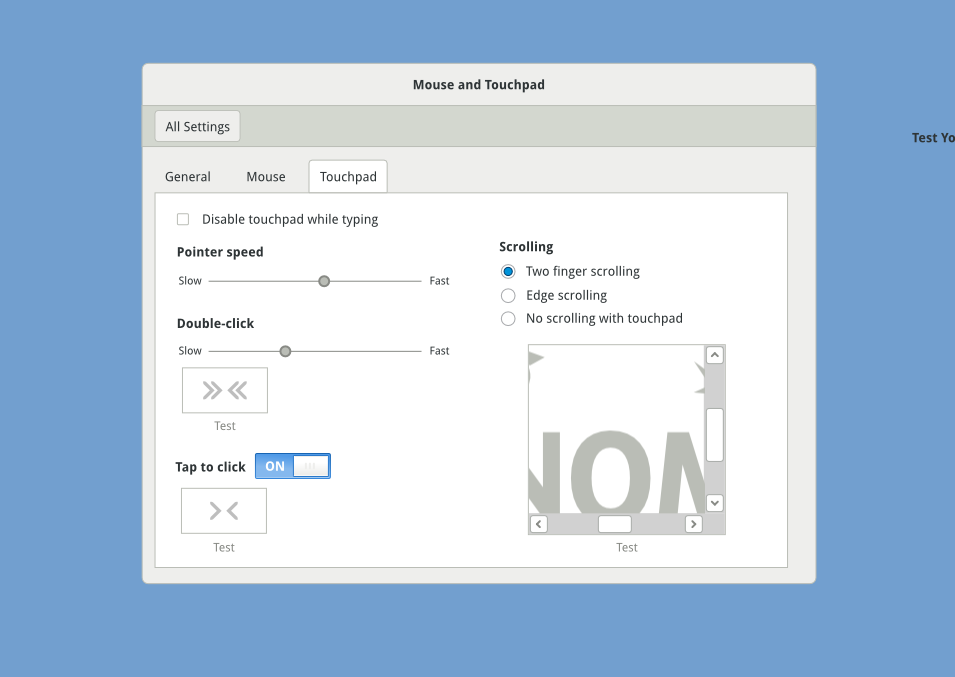 Mouse and Touchpad
All Settings
Test Yo
General Mouse Touchpad
Disable touchpad while typing
Pointer speed
Slow Fast
Double-click
Slow Fast
Test
Tap to click ON
Test
Scrolling
Two finger scrolling
Edge scrolling
No scrolling with touchpad
NOM
Test